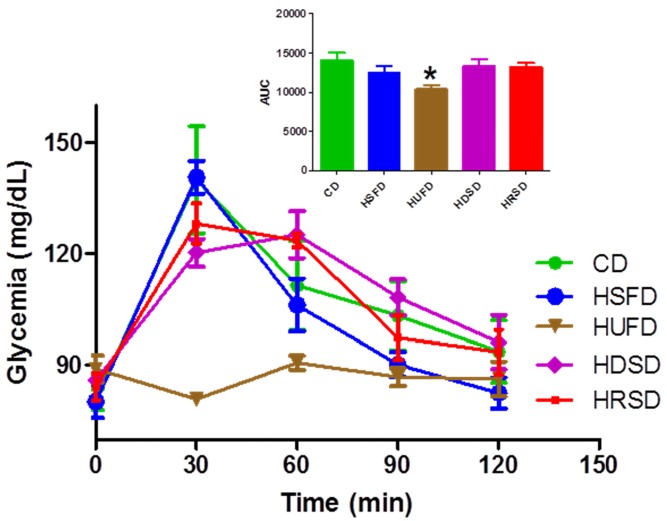 20000
15000
10000
5000
0
AUC
*
CD
HSFD
HUFD
HDSD
HRSD
150
120
90
Glycemia (mg/dL)
CD
HSFD
HUFD
HDSD
HRSD
0 30 60 90 120 150
Time (min)